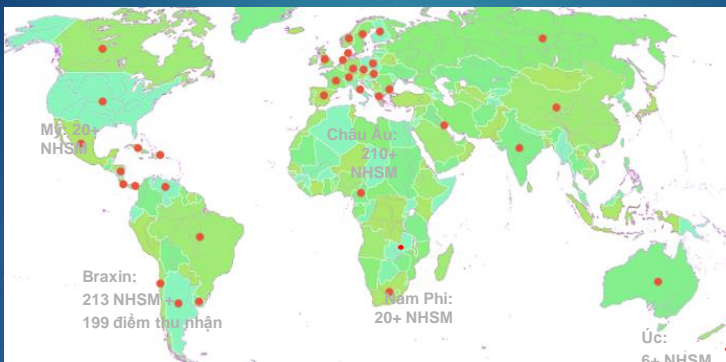 Mỹ: 20+
NHSM
Châu Âu:
210+
NHSM
Braxin:
213 NHSM +
199 điểm thu nhận
Nam Phi:
20+ NHSM
Úc:
6+ NHSM